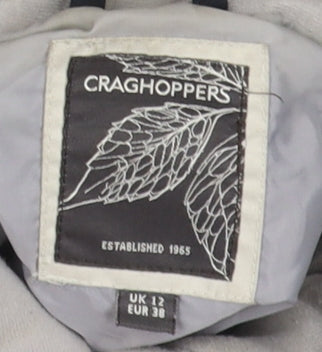 CRAGHOPPERS
ESTABLISHED 1965
UK 12
EUR 38